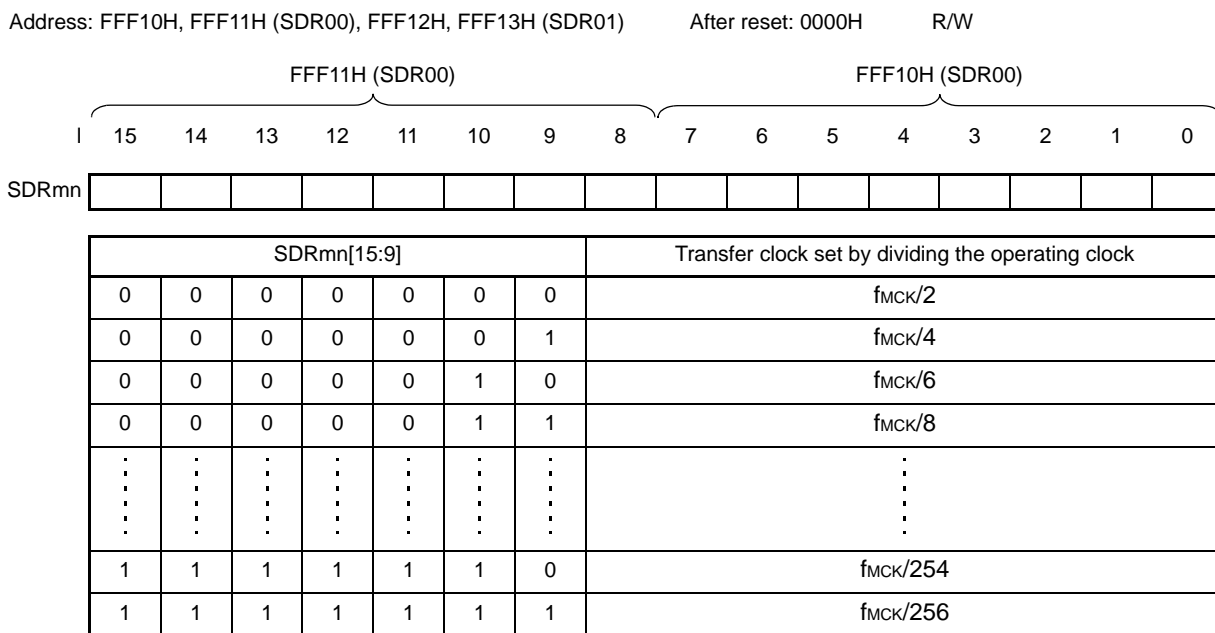 Address: FFF10H, FFF11H (SDR00), FFF12H, FFF13H (SDR01) After reset: 0000H R/W
FFF11H (SDR00) FFF10H (SDR00)
l 15 14 13 12 11 10 9 8 7 6 5 4 3 2 1 0
SDRmn
SDRmn[15:9] Transfer clock set by dividing the operating clock
0 0 0 0 0 0 0 fMCK/2
0 0 0 0 0 0 1 fMCK/4
0 0 0 0 0 1 0 fMCK/6
0 0 0 0 0 1 1 fMCK/8
1 1 1 1 1 1 0 fMCK/254
1 1 1 1 1 1 1 fMCK/256